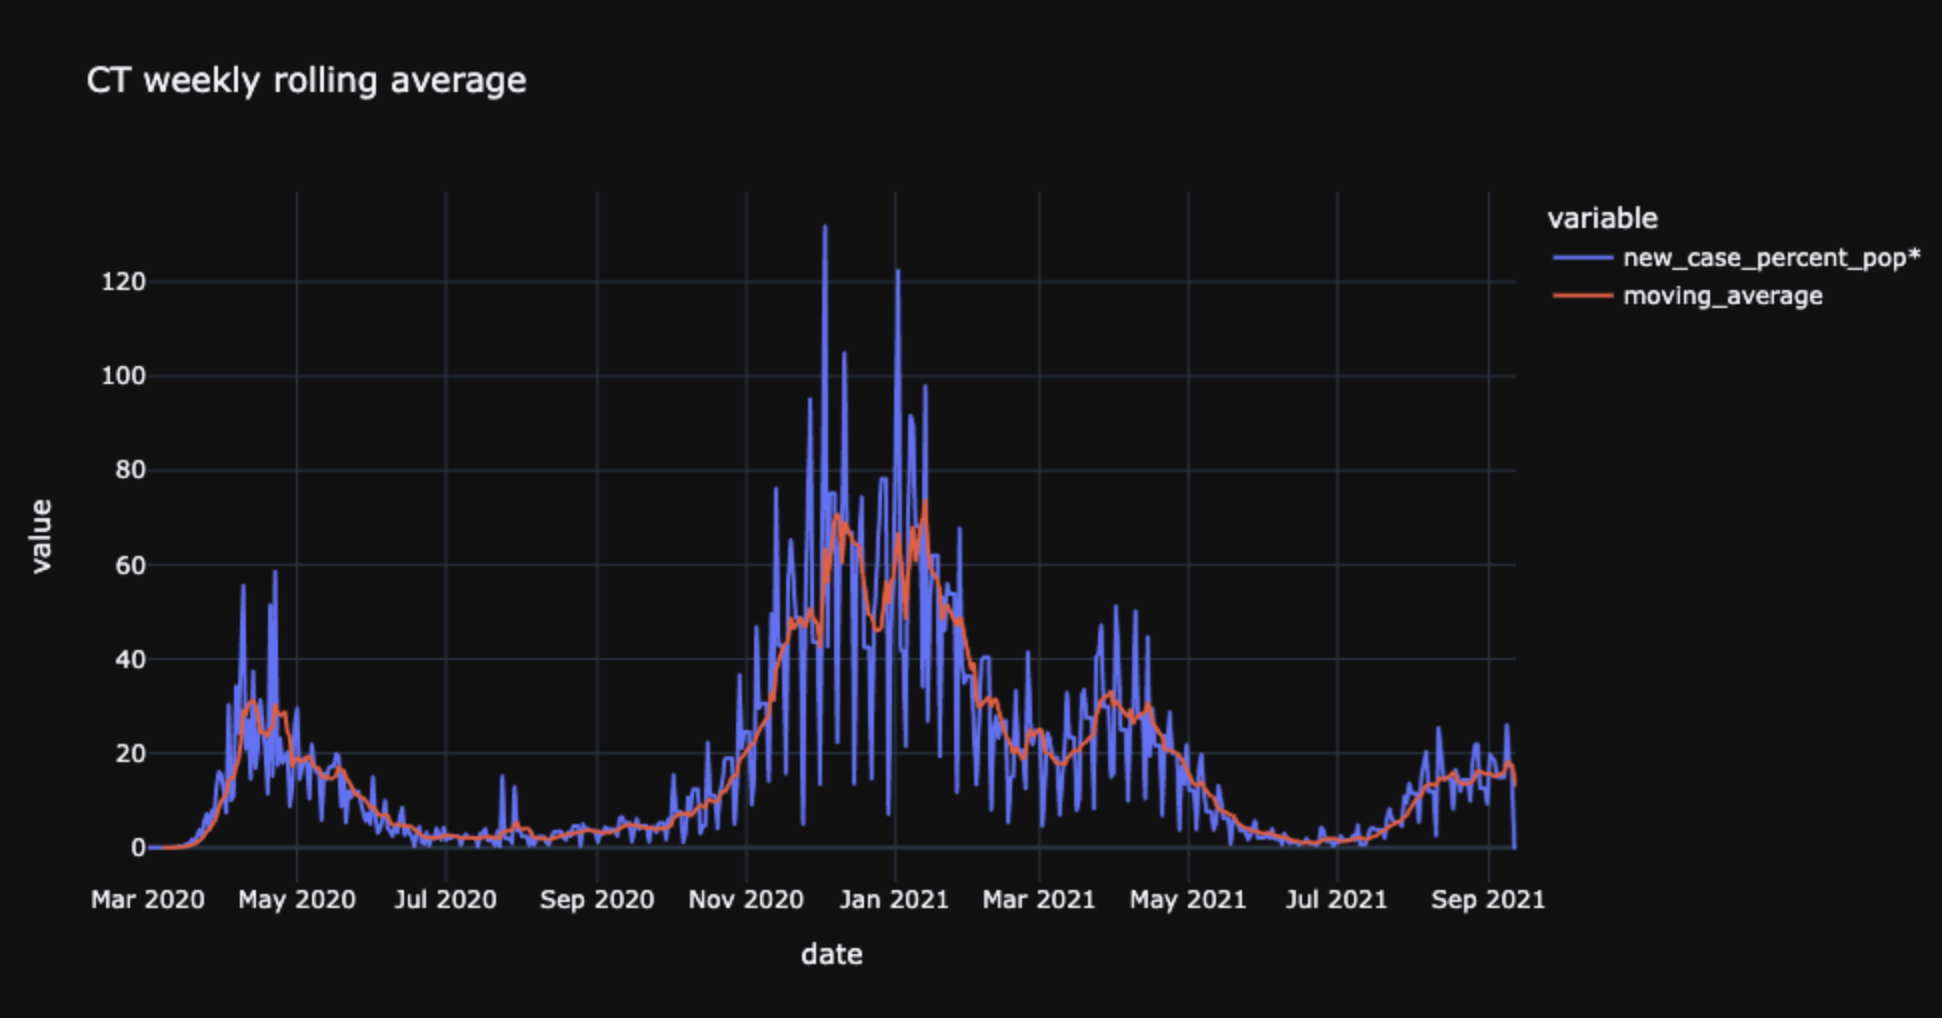 CT weekly rolling average
variable
new_case_percent_pop*
moving_average
120
100
80
60
40
20
0
value
Mar 2020 May 2020 Jul 2020 Sep 2020 Nov 2020 Jan 2021 Mar 2021 May 2021 Jul 2021 Sep 2021
date